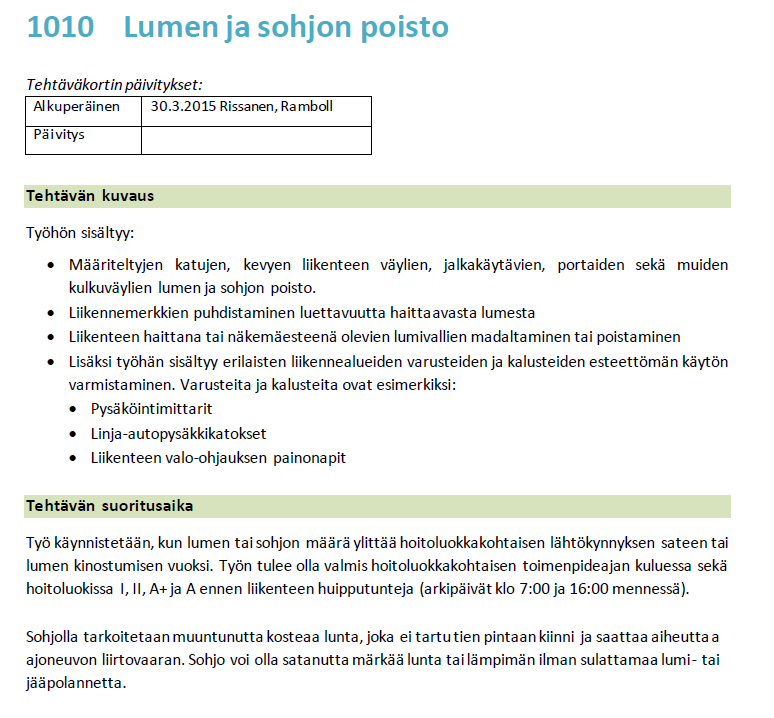 1010 Lumen ja sohjon poisto
Tehtäväkortin päivitykset:
Alkuperäinen 30.3.2015 Rissanen, Ramboll
Päivitys
Tehtävän kuvaus
Työhön sisältyy:
• Määriteltyjen katujen, kevyen liikenteen väylien, jalkakäytävien, portaiden sekä muiden
kulkuväylien lumen ja sohjon poisto.
• Liikennemerkkien puhdistaminen luettavuutta haittaavasta lumesta
• Liikenteen haittana tai näkemäesteenä olevien lumivallien madaltaminen tai poistaminen
• Lisäksi työhän sisältyy erilaisten liikennealueiden varusteiden ja kalusteiden esteettömän käytön
varmistaminen. Varusteita ja kalusteita ovat esimerkiksi:
• Pysäköintimittarit
• Linja-autopysäkkikatokset
• Liikenteen valo-ohjauksen painonapit
Tehtävän suoritusaika
Työ käynnistetään, kun lumen tai sohjon määrä ylittää hoitoluokkakohtaisen lähtökynnyksen sateen tai
lumen kinostumisen vuoksi. Työn tulee olla valmis hoitoluokkakohtaisen toimenpideajan kuluessa sekä
hoitoluokissa I, II, A+ ja A ennen liikenteen huipputunteja (arkipäivät klo 7:00 ja 16:00 mennessä).
Sohjolla tarkoitetaan muuntunutta kosteaa lunta, joka ei tartu tien pintaan kiinni ja saattaa aiheuttaa
ajoneuvon liirtovaaran. Sohjo voi olla satanutta märkää lunta tai lämpimän ilman sulattamaa lumi- tai
jääpolannetta.